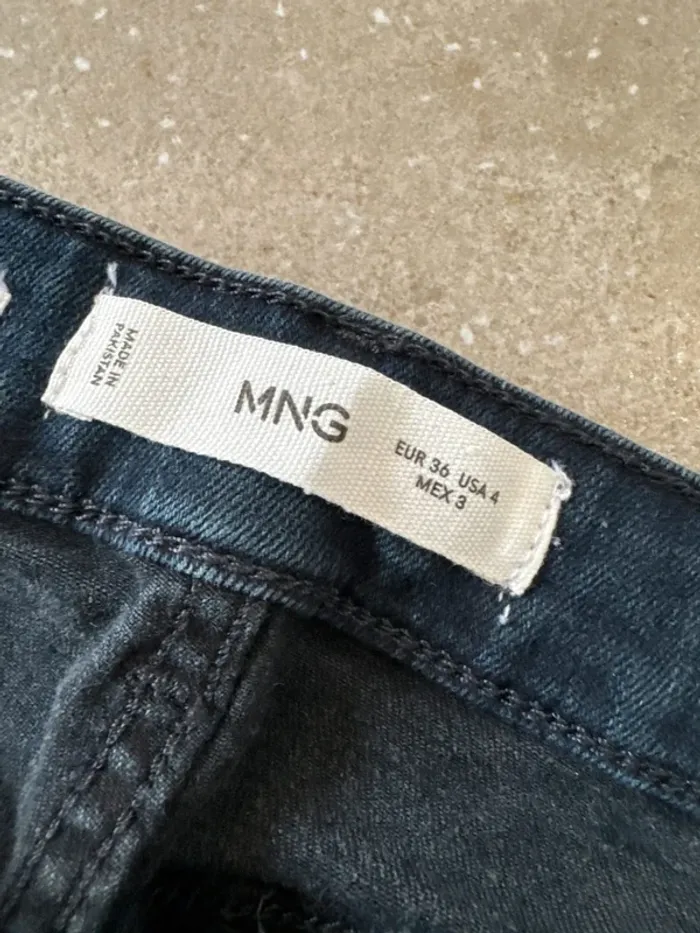 MADE IN
PAKISTAN
MNG
EUR 36 USA 4
MEX 3